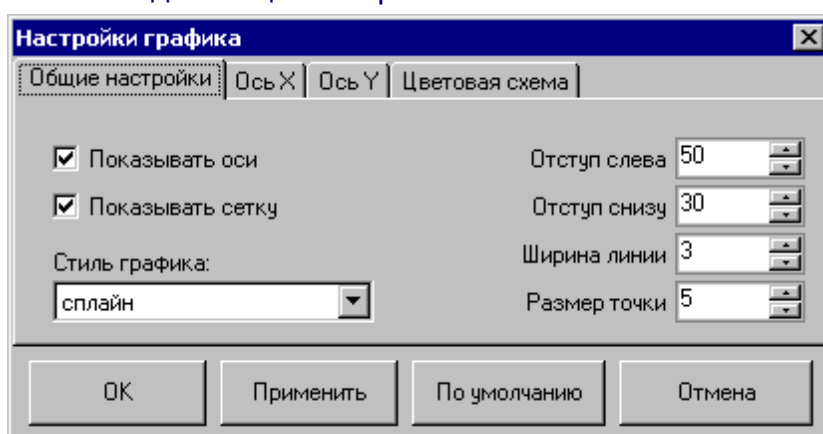 Настройки графика
Общие настройки Ось X Ось Y Цветовая схема
Показывать оси Отступ слева 50
Показывать сетку Отступ снизу 30
Ширина линии 3
Стиль графика:
сплайн Размер точки 5
ОК Применить По умолчанию Отмена